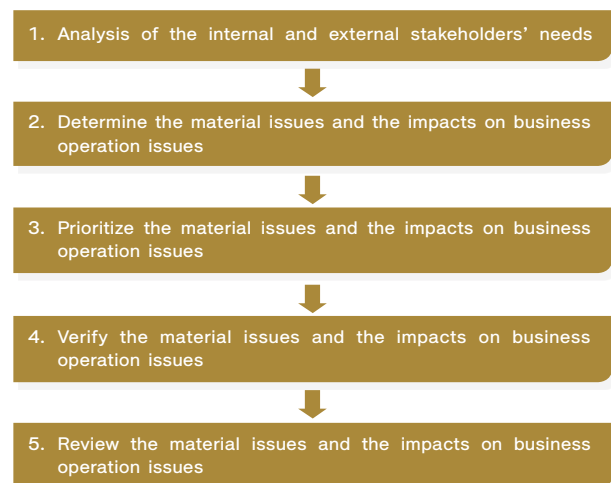 1. Analysis of the internal and external stakeholders' needs
2. Determine the material issues and the impacts on business
operation issues
3. Prioritize the material issues and the impacts on business
operation issues
4. Verify the material issues and the impacts on business
operation issues
5. Review the material issues and the impacts on business
operation issues